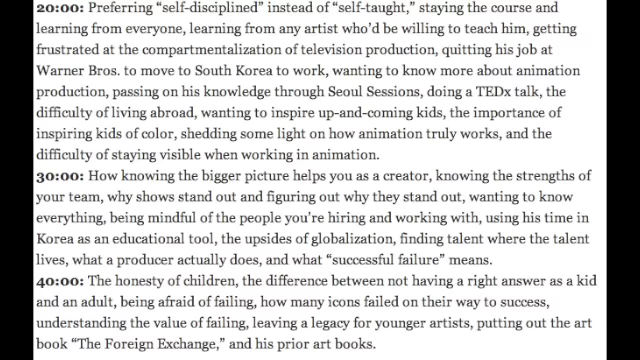 20:00: Preferring “self-disciplined” instead of “self-taught,” staying the course and
learning from everyone, learning from any artist who’d be willing to teach him, getting
frustrated at the compartmentalization of television production, quitting his job at
Warner Bros. to move to South Korea to work, wanting to know more about animation
production, passing on his knowledge through Seoul Sessions, doing a TEDx talk, the
difficulty of living abroad, wanting to inspire up-and-coming kids, the importance of
inspiring kids of color, shedding some light on how animation truly works, and the
difficulty of staying visible when working in animation.
30:00: How knowing the bigger picture helps you as a creator, knowing the strengths of
your team, why shows stand out and figuring out why they stand out, wanting to know
everything, being mindful of the people you’re hiring and working with, using his time in
Korea as an educational tool, the upsides of globalization, finding talent where the talent
lives, what a producer actually does, and what “successful failure” means.
40:00: The honesty of children, the difference between not having a right answer as a kid
and an adult, being afraid of failing, how many icons failed on their way to success,
understanding the value of failing, leaving a legacy for younger artists, putting out the art
book “The Foreign Exchange,” and his prior art books.